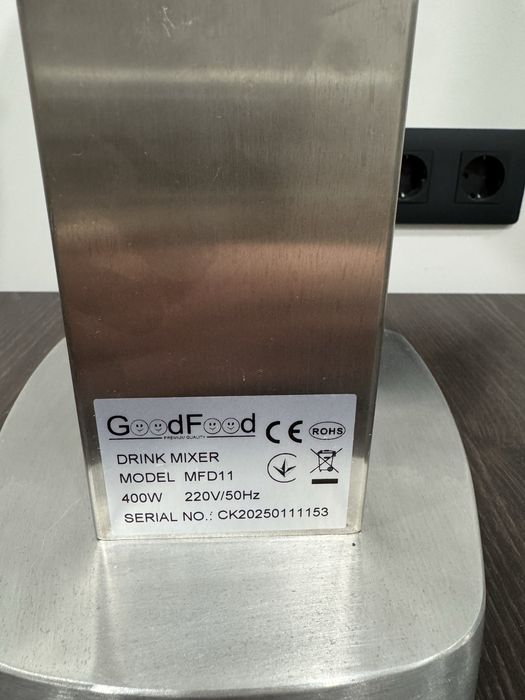 GoodFood
PREMIUM QUALITY
CE ROHS
DRINK MIXER
MODEL MFD11
400W 220V/50Hz
SERIAL NO.: CK20250111153